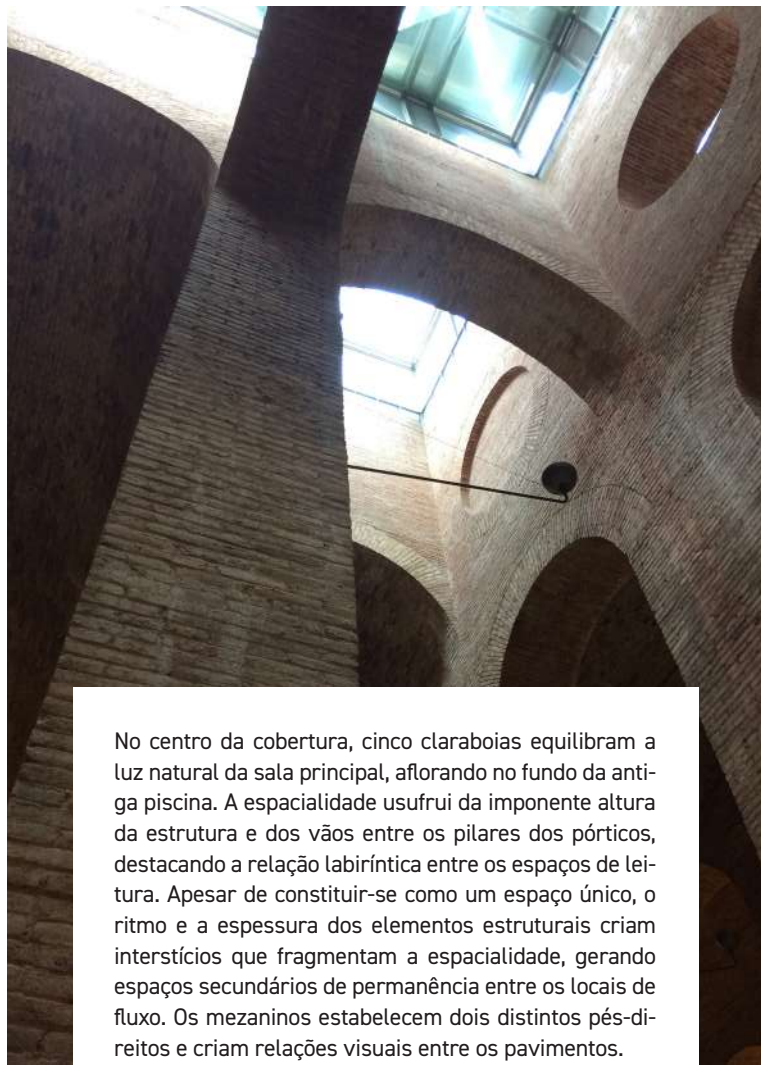 No centro da cobertura, cinco claraboias equilibram a
luz natural da sala principal, aflorando no fundo da anti-
ga piscina. A espacialidade usufrui da imponente altura
da estrutura e dos vãos entre os pilares dos pórticos,
destacando a relação labiríntica entre os espaços de lei-
tura. Apesar de constituir-se como um espaço único, o
ritmo e a espessura dos elementos estruturais criam
interstícios que fragmentam a espacialidade, gerando
espaços secundários de permanência entre os locais de
fluxo. Os mezaninos estabelecem dois distintos pés-di-
reitos e criam relações visuais entre os pavimentos.